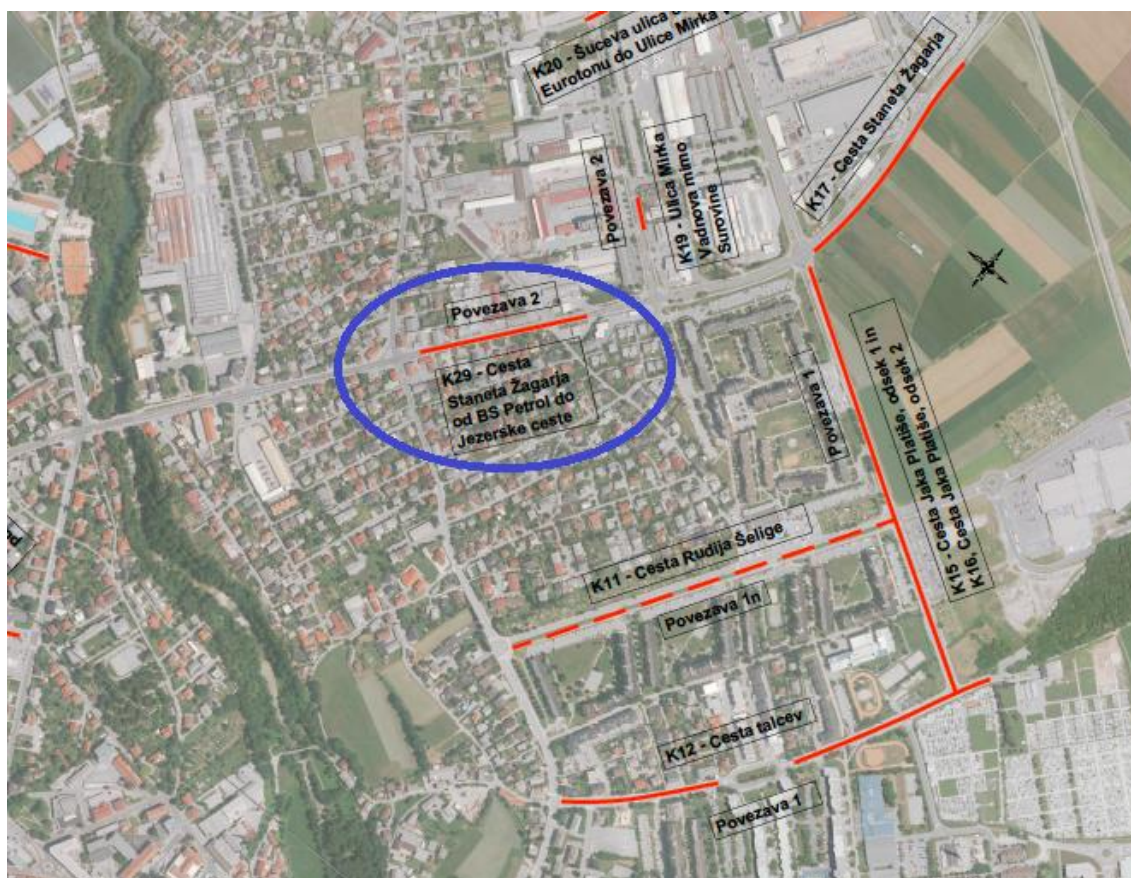 K20 - Šuceva ulica
Eurotonu do Ulice Mirka
K17 - Cesta Staneta Žagarja
Povezava 2
K19 - Ulica Mirka
Vadnova mimo
Surovine
Povezava 2
K29 - Cesta
Staneta Žagarja
od BS Petrol do
Jezerske ceste
Povezava 1
K15 - Cesta Jaka Platiše, odsek 1 in
K16, Cesta Jaka Platiše, odsek 2
K11 - Cesta Rudija Šelige
Povezava 1n
K12 - Cesta talcev
Povezava 1